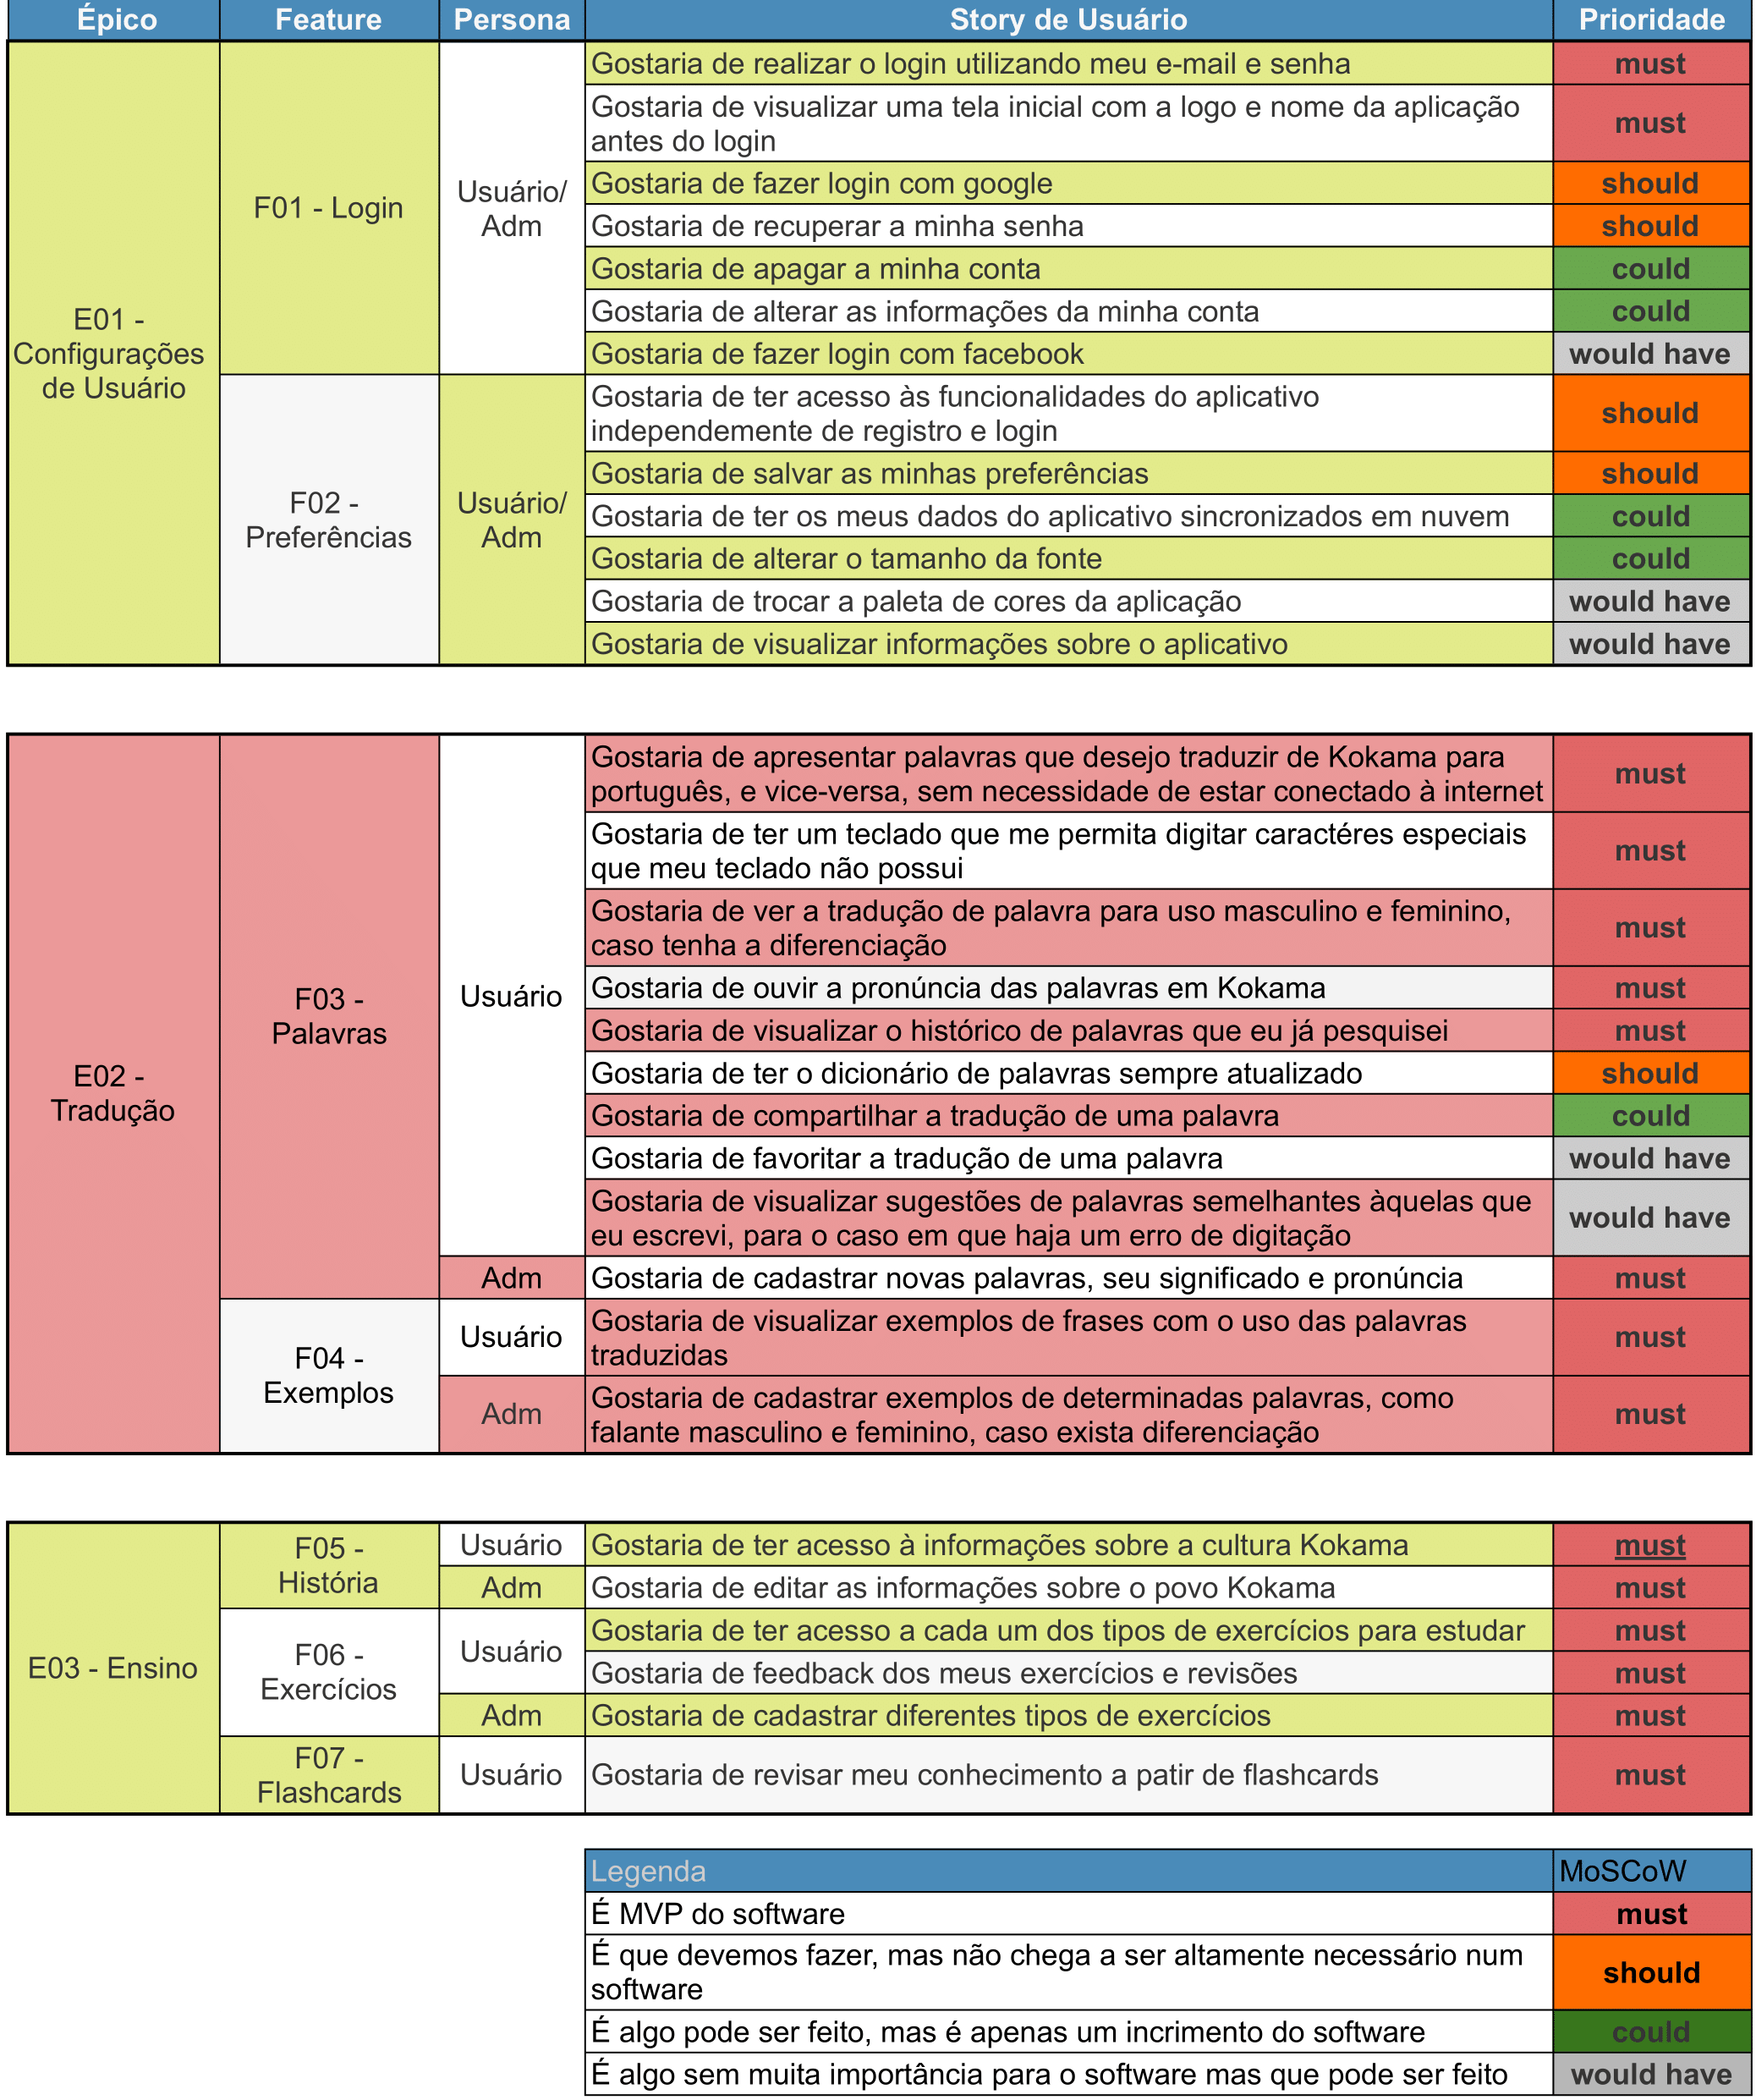 Épico Feature Persona Story de Usuário Prioridade
E01 -
Configurações
de Usuário
F01 - Login
Usuário/
Adm
Gostaria de realizar o login utilizando meu e-mail e senha must
Gostaria de visualizar uma tela inicial com a logo e nome da aplicação
antes do login must
Gostaria de fazer login com google should
Gostaria de recuperar a minha senha should
Gostaria de apagar a minha conta could
Gostaria de alterar as informações da minha conta could
Gostaria de fazer login com facebook would have
F02 -
Preferências
Usuário/
Adm
Gostaria de ter acesso às funcionalidades do aplicativo
independemente de registro e login should
Gostaria de salvar as minhas preferências should
Gostaria de ter os meus dados do aplicativo sincronizados em nuvem could
Gostaria de alterar o tamanho da fonte could
Gostaria de trocar a paleta de cores da aplicação would have
Gostaria de visualizar informações sobre o aplicativo would have
E02 -
Tradução
F03 -
Palavras
Usuário
Gostaria de apresentar palavras que desejo traduzir de Kokama para
português, e vice-versa, sem necessidade de estar conectado à internet must
Gostaria de ter um teclado que me permita digitar caractéres especiais
que meu teclado não possui must
Gostaria de ver a tradução de palavra para uso masculino e feminino,
caso tenha a diferenciação must
Gostaria de ouvir a pronúncia das palavras em Kokama must
Gostaria de visualizar o histórico de palavras que eu já pesquisei must
Gostaria de ter o dicionário de palavras sempre atualizado should
Gostaria de compartilhar a tradução de uma palavra could
Gostaria de favoritar a tradução de uma palavra would have
Gostaria de visualizar sugestões de palavras semelhantes àquelas que
eu escrevi, para o caso em que haja um erro de digitação would have
Adm Gostaria de cadastrar novas palavras, seu significado e pronúncia must
F04 -
Exemplos
Usuário
Gostaria de visualizar exemplos de frases com o uso das palavras
traduzidas must
Adm
Gostaria de cadastrar exemplos de determinadas palavras, como
falante masculino e feminino, caso exista diferenciação must
E03 - Ensino
F05 -
História
Usuário Gostaria de ter acesso à informações sobre a cultura Kokama must
Adm Gostaria de editar as informações sobre o povo Kokama must
F06 -
Exercícios
Usuário
Gostaria de ter acesso a cada um dos tipos de exercícios para estudar must
Gostaria de feedback dos meus exercícios e revisões must
Adm Gostaria de cadastrar diferentes tipos de exercícios must
F07 -
Flashcards
Usuário Gostaria de revisar meu conhecimento a patir de flashcards must
Legenda MoSCoW
É MVP do software must
É que devemos fazer, mas não chega a ser altamente necessário num
software should
É algo pode ser feito, mas é apenas um incrimento do software could
É algo sem muita importância para o software mas que pode ser feito would have